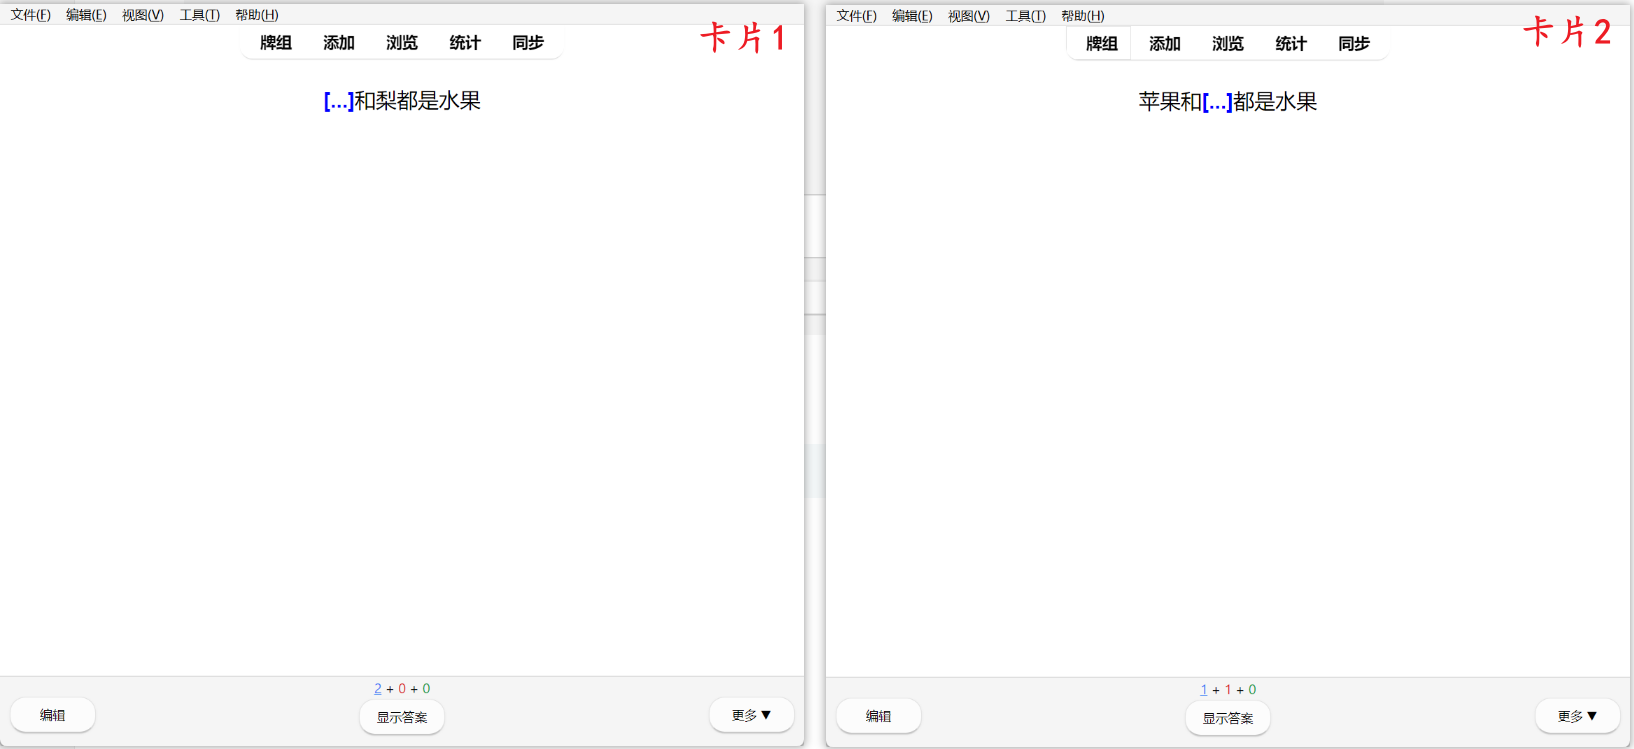 文件(F) 编辑(E) 视图(V) 工具(T) 帮助(H)
卡片1
牌组 添加 浏览 统计 同步
[...]和梨都是水果
2 + 0 + 0
编辑 显示答案 更多▼
文件(F) 编辑(E) 视图(V) 工具(T) 帮助(H)
卡片2
牌组 添加 浏览 统计 同步
苹果和[...]都是水果
1 + 1 + 0
编辑 显示答案 更多▼